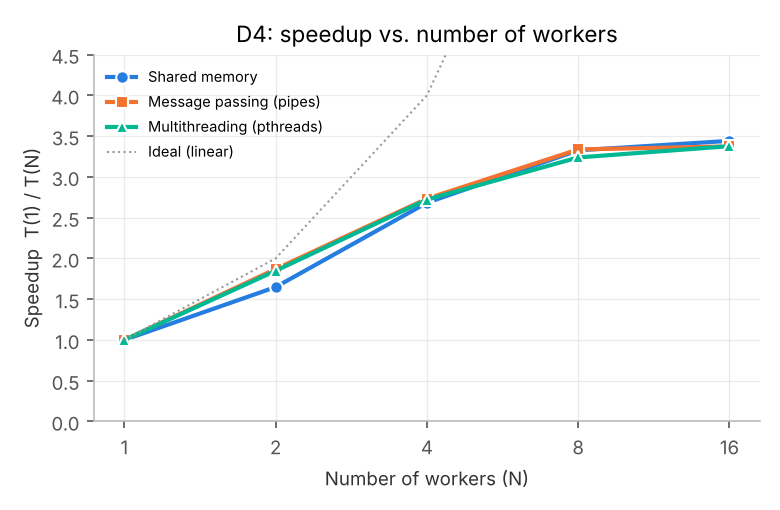 D4: speedup vs. number of workers
Speedup T(1) / T(N)
4.5
4.0
3.5
3.0
2.5
2.0
1.5
1.0
0.5
0.0
Shared memory
Message passing (pipes)
Multithreading (pthreads)
Ideal (linear)
1 2 4 8 16
Number of workers (N)